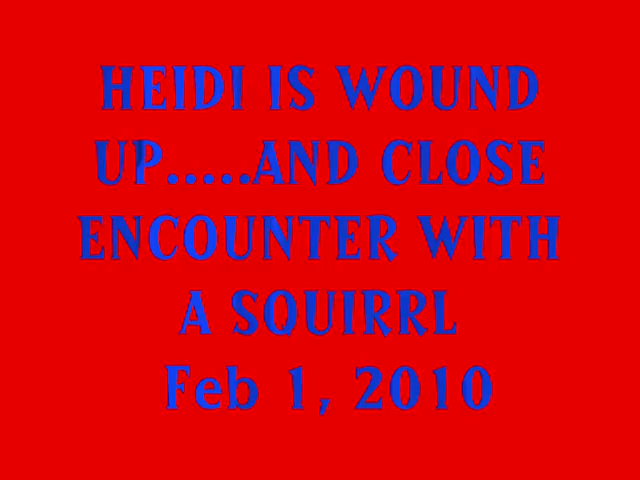 HEIDI IS WOUND
UP.....AND CLOSE
ENCOUNTER WITH
A SQUIRRL
Feb 1, 2010